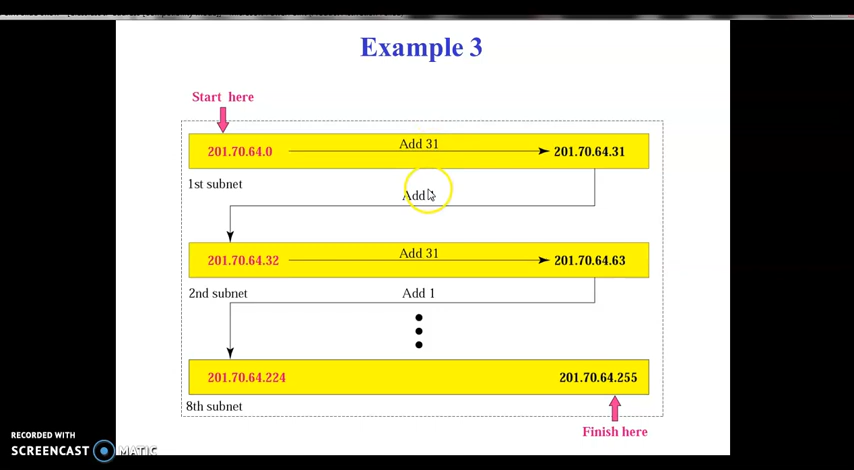 Example 3
Start here
201.70.64.0
Add 31
201.70.64.31
1st subnet
Add
201.70.64.32
Add 31
201.70.64.63
2nd subnet
Add 1
201.70.64.224
201.70.64.255
8th subnet
Finish here
RECORDED WITH
SCREENCAST MATIC